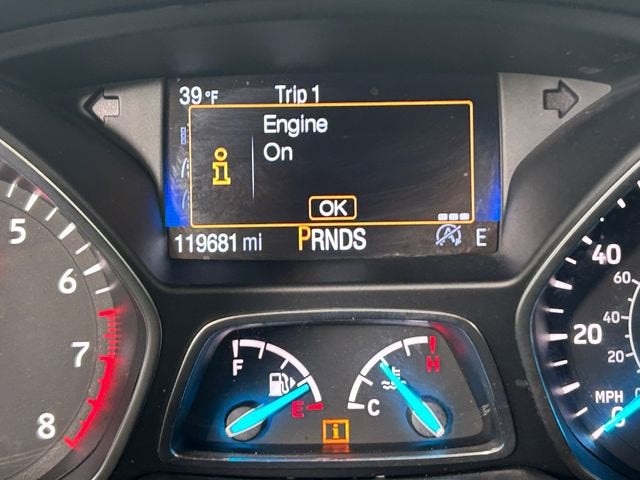 39°F Trip 1
Engine
On
i
OK
119681 mi PRNDS A E
5
6
7
8
F
E
H
C
i
40
20
MPH
0
60
40
20